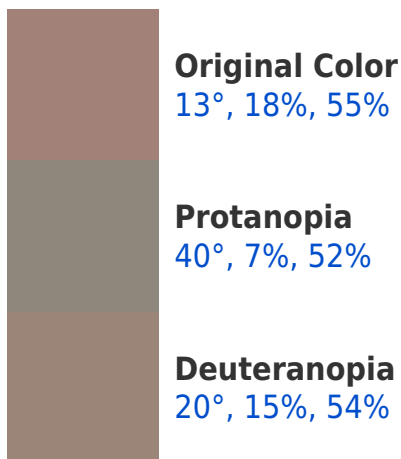 Original Color
13°, 18%, 55%
Protanopia
40°, 7%, 52%
Deuteranopia
20°, 15%, 54%